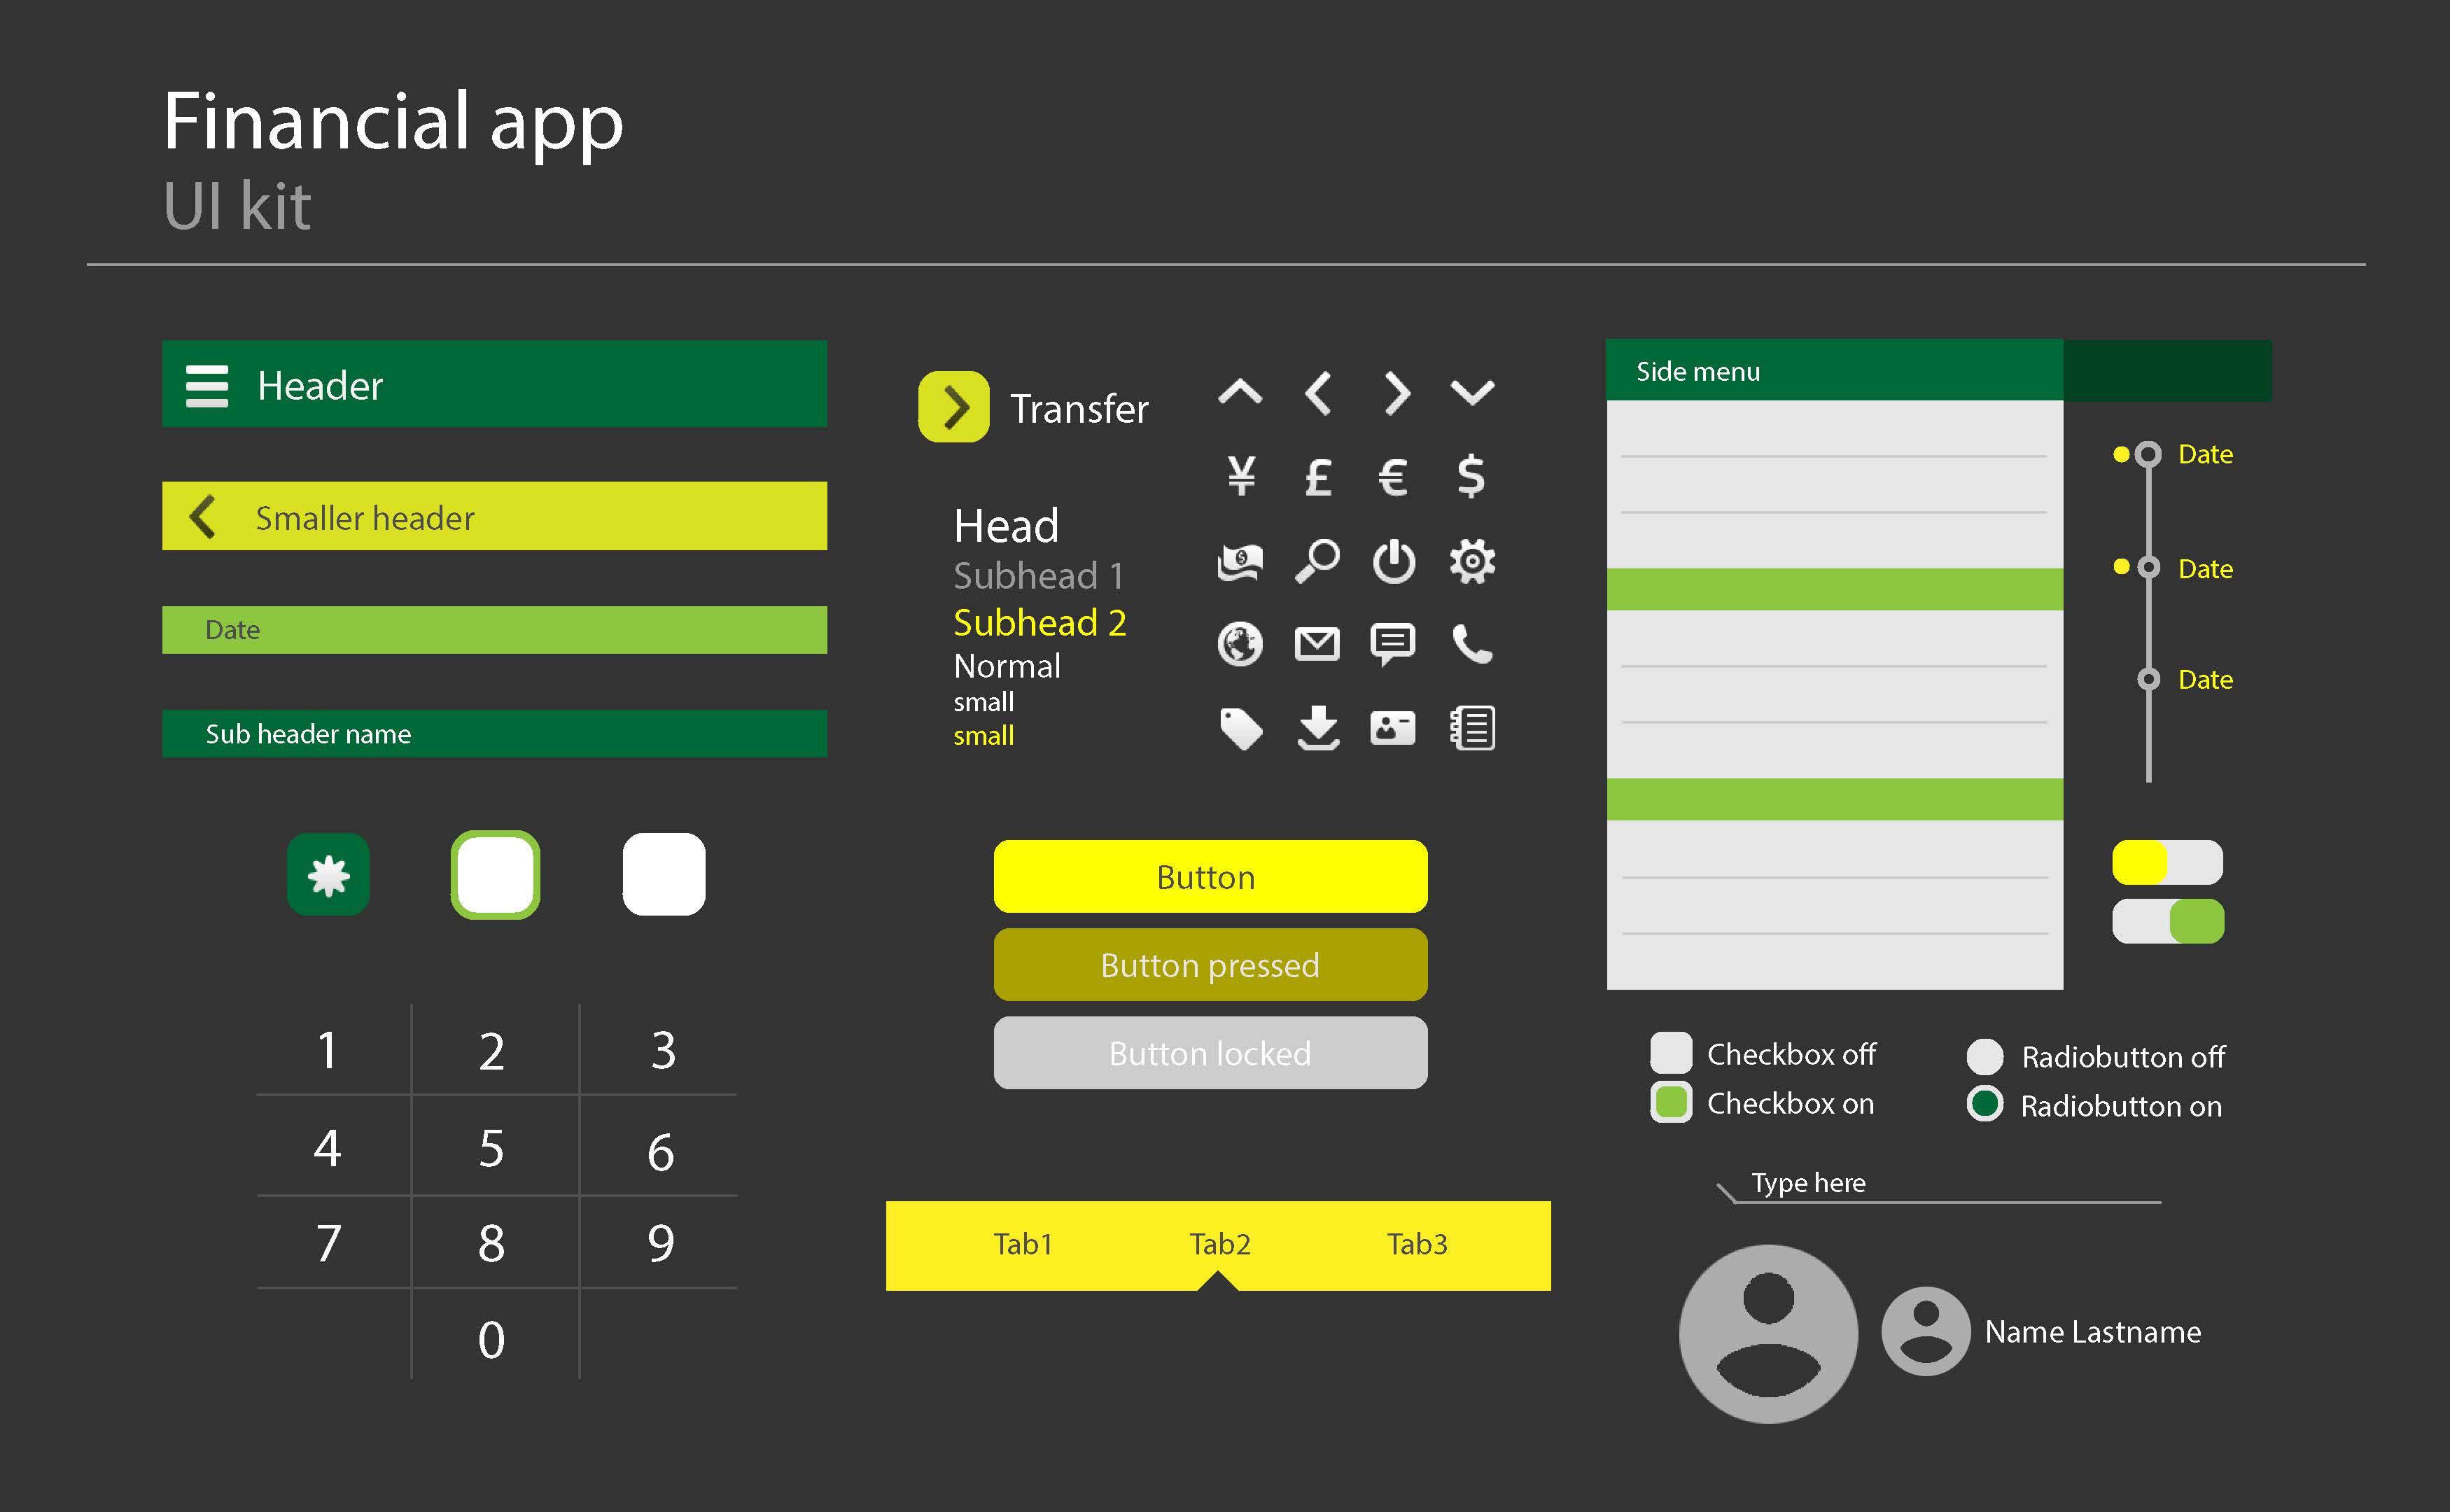 Financial app
UI kit
Header
Smaller header
Date
Sub header name
1 2 3
4 5 6
7 8 9
0
Transfer
¥ £ € $
Head
Subhead 1
Subhead 2
Normal
small
small
Button
Button pressed
Button locked
Tab1 Tab2 Tab3
Side menu
Date
Date
Date
Checkbox off
Checkbox on
Radiobutton off
Radiobutton on
Type here
Name Lastname